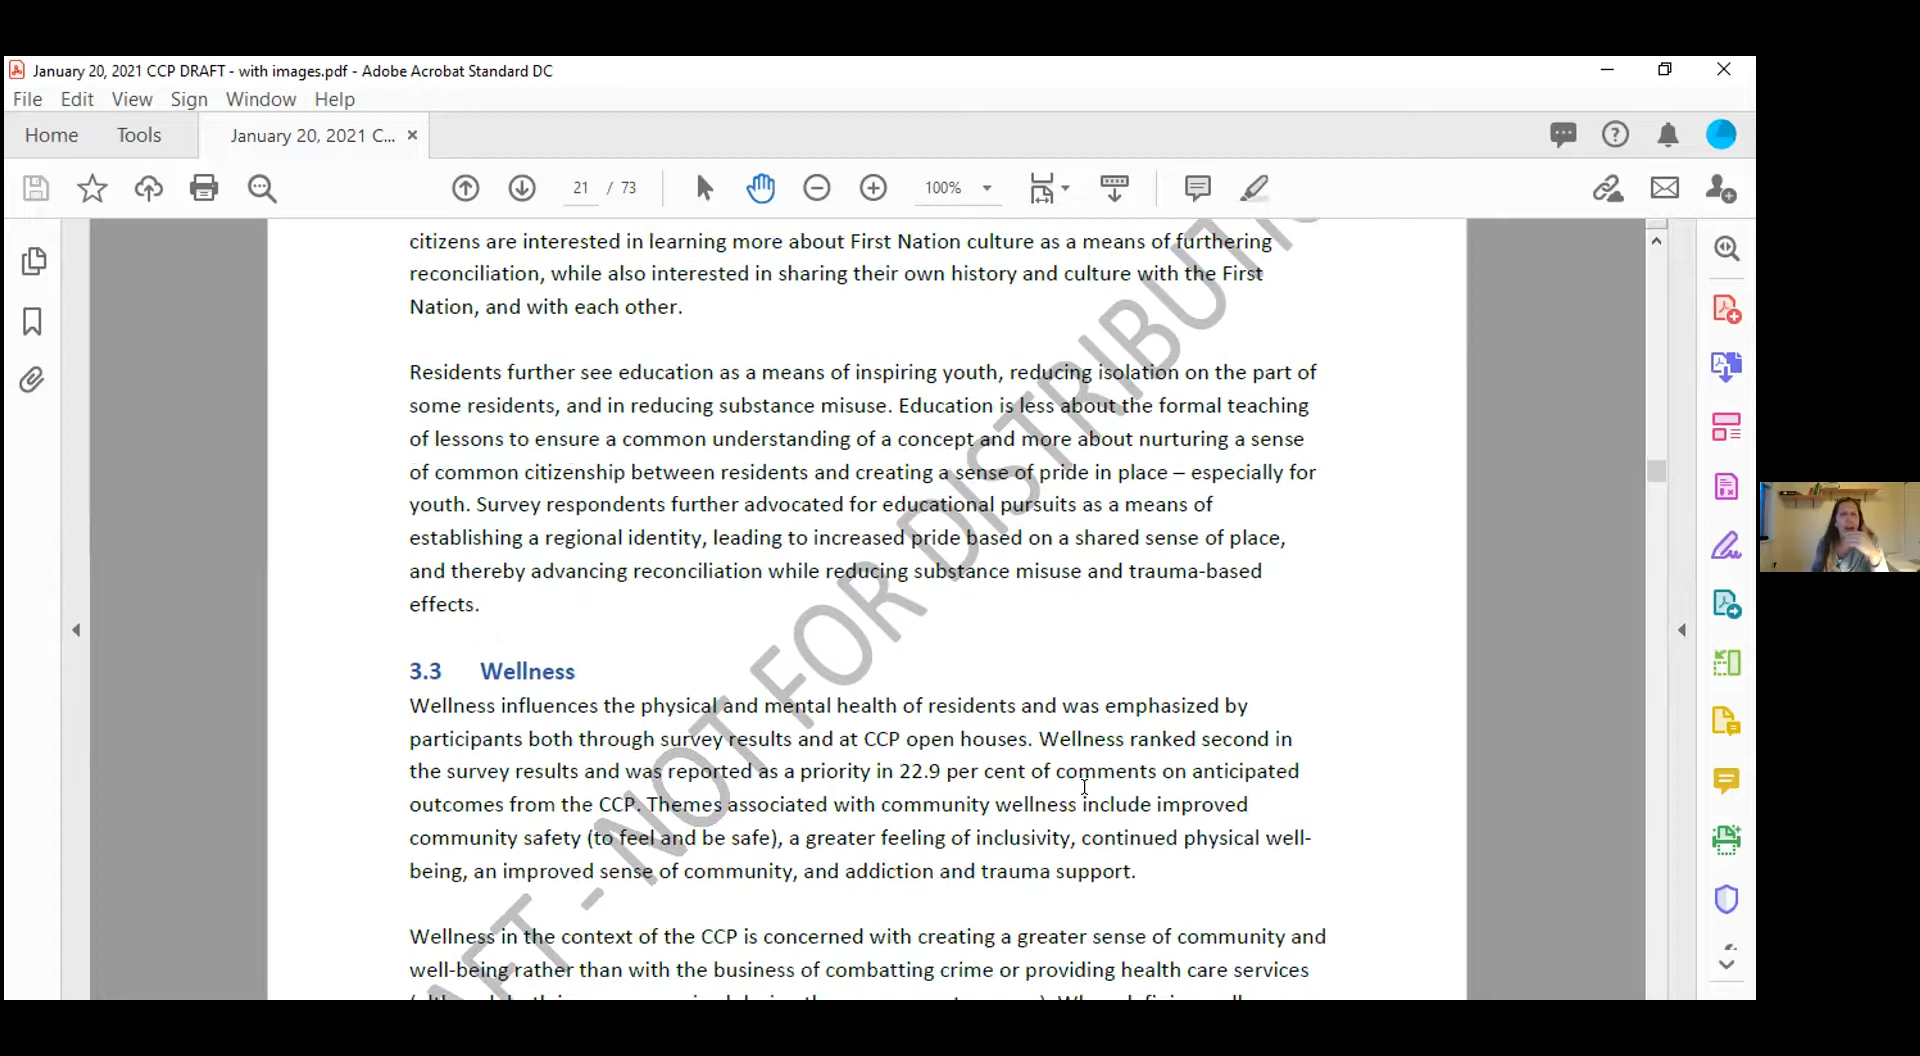 January 20, 2021 CCP DRAFT - with images.pdf - Adobe Acrobat Standard DC
File Edit View Sign Window Help
Home Tools January 20, 2021 C... ×
21 / 73 100%
citizens are interested in learning more about First Nation culture as a means of furthering
reconciliation, while also interested in sharing their own history and culture with the First
Nation, and with each other.
Residents further see education as a means of inspiring youth, reducing isolation on the part of
some residents, and in reducing substance misuse. Education is less about the formal teaching
of lessons to ensure a common understanding of a concept and more about nurturing a sense
of common citizenship between residents and creating a sense of pride in place – especially for
youth. Survey respondents further advocated for educational pursuits as a means of
establishing a regional identity, leading to increased pride based on a shared sense of place,
and thereby advancing reconciliation while reducing substance misuse and trauma-based
effects.
3.3 Wellness
Wellness influences the physical and mental health of residents and was emphasized by
participants both through survey results and at CCP open houses. Wellness ranked second in
the survey results and was reported as a priority in 22.9 per cent of comments on anticipated
outcomes from the CCP. Themes associated with community wellness include improved
community safety (to feel and be safe), a greater feeling of inclusivity, continued physical well-
being, an improved sense of community, and addiction and trauma support.
Wellness in the context of the CCP is concerned with creating a greater sense of community and
well-being rather than with the business of combatting crime or providing health care services
AFT - NOT FOR DISTRIBUTI